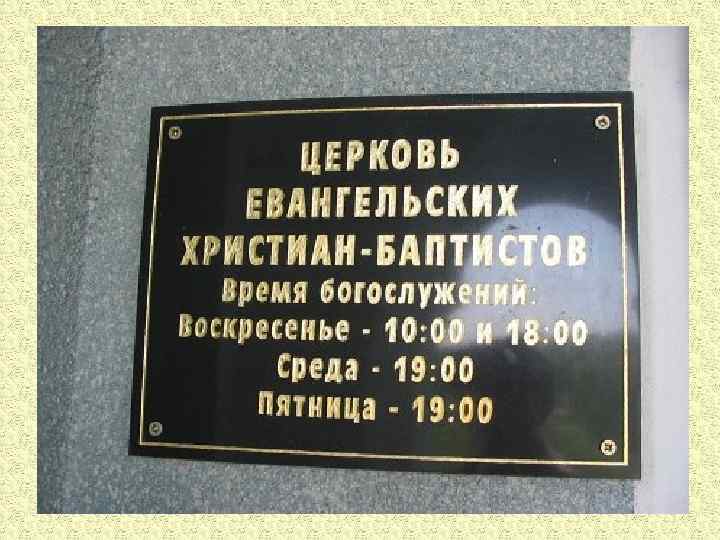 ЦЕРКОВЬ
ЕВАНГЕЛЬСКИХ
ХРИСТИАН-БАПТИСТОВ
Время богослужений:
Воскресенье - 10:00 и 18:00
Среда - 19:00
Пятница - 19:00